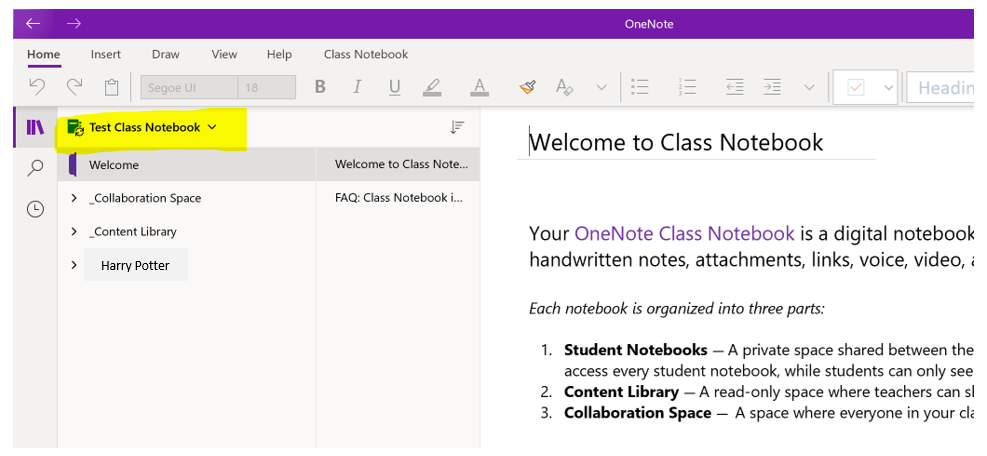 OneNote
Home Insert Draw View Help Class Notebook
Segoe UI 18 B I U A A Headin
Test Class Notebook
Welcome
_Collaboration Space
_Content Library
Harry Potter
Welcome to Class Note...
FAQ: Class Notebook i...
Welcome to Class Notebook
Your OneNote Class Notebook is a digital notebook
handwritten notes, attachments, links, voice, video, a
Each notebook is organized into three parts:
1. Student Notebooks — A private space shared between the
access every student notebook, while students can only see
2. Content Library — A read-only space where teachers can sh
3. Collaboration Space — A space where everyone in your cla